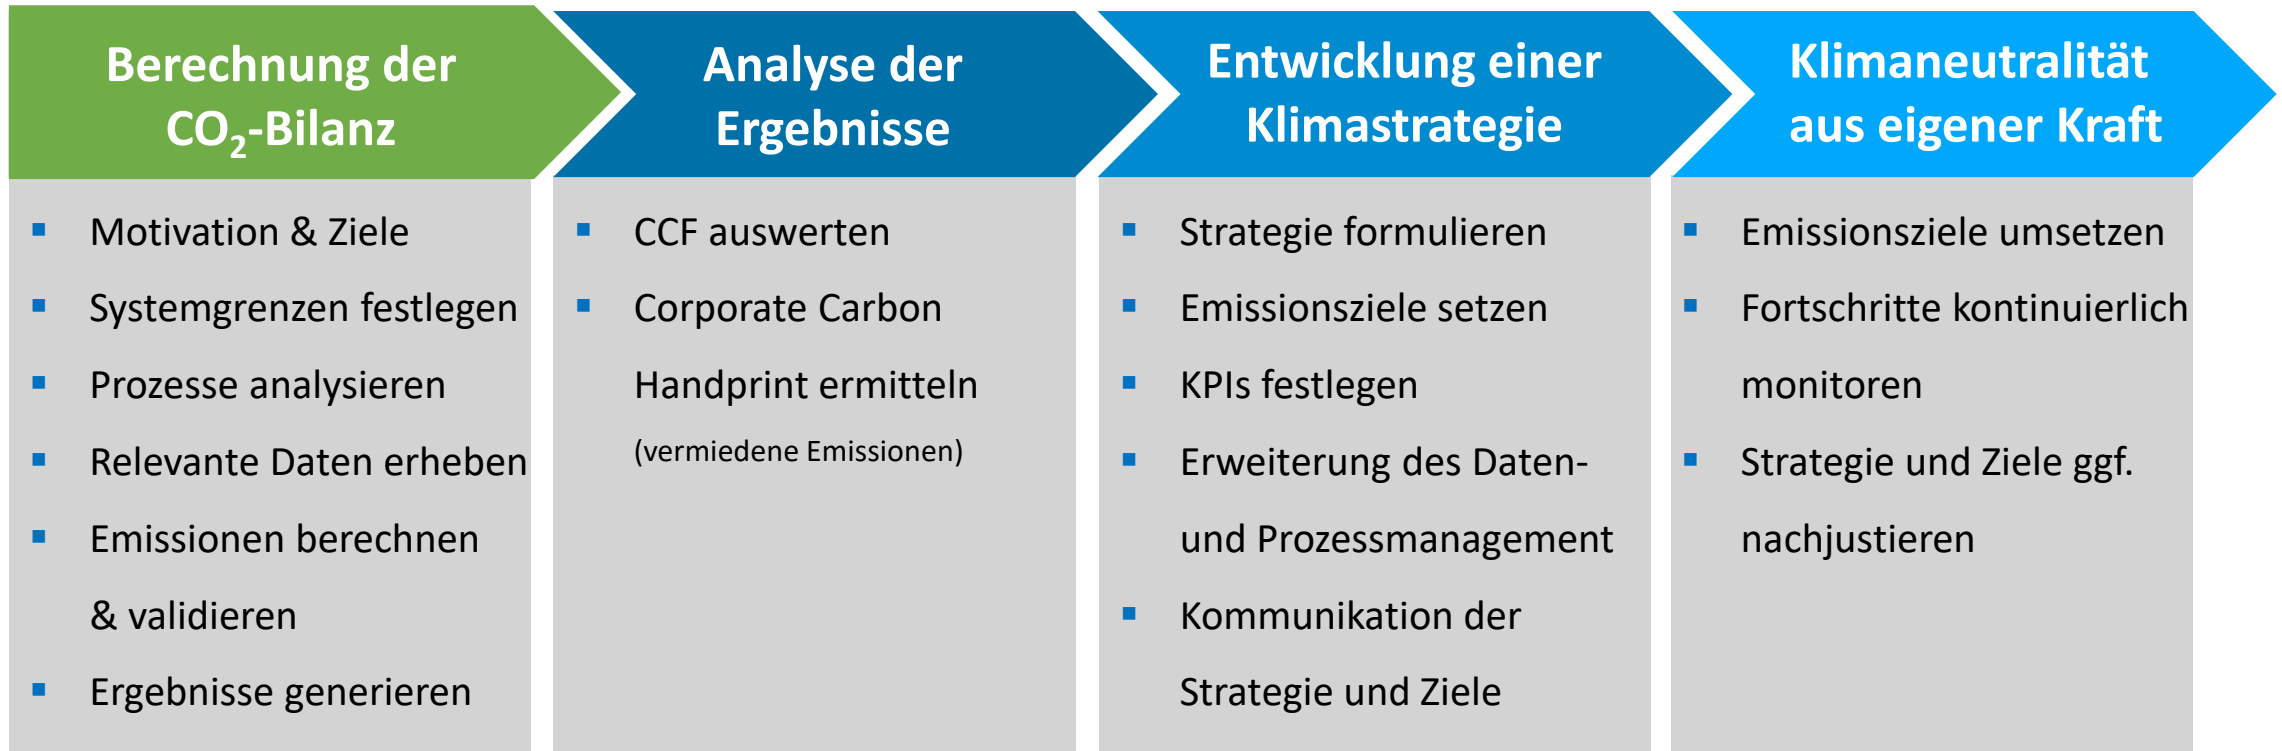 Berechnung der
CO₂-Bilanz
▪ Motivation & Ziele
▪ Systemgrenzen festlegen
▪ Prozesse analysieren
▪ Relevante Daten erheben
▪ Emissionen berechnen
& validieren
▪ Ergebnisse generieren
Analyse der
Ergebnisse
▪ CCF auswerten
▪ Corporate Carbon
Handprint ermitteln
(vermiedene Emissionen)
Entwicklung einer
Klimastrategie
▪ Strategie formulieren
▪ Emissionsziele setzen
▪ KPIs festlegen
▪ Erweiterung des Daten-
und Prozessmanagement
▪ Kommunikation der
Strategie und Ziele
Klimaneutralität
aus eigener Kraft
▪ Emissionsziele umsetzen
▪ Fortschritte kontinuierlich
monitoren
▪ Strategie und Ziele ggf.
nachjustieren